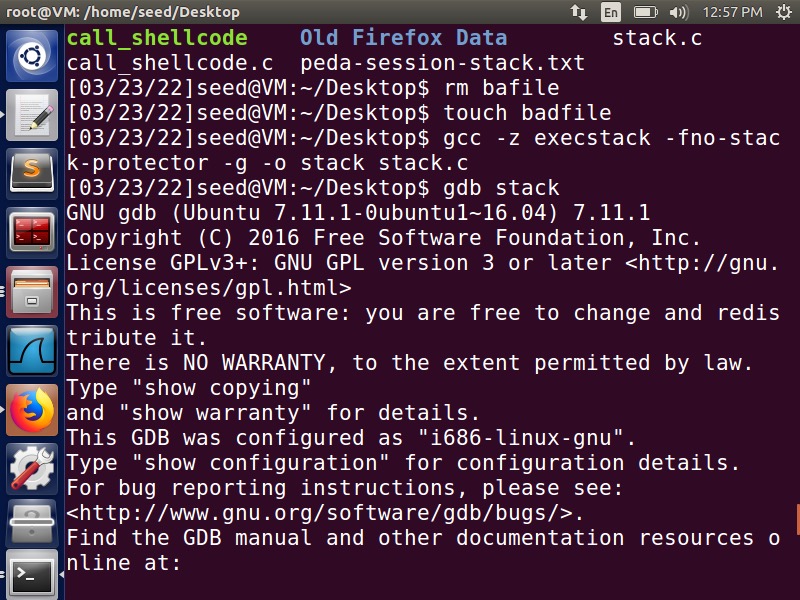 root@VM: /home/seed/Desktop
En
12:57 PM
call_shellcode    Old Firefox Data        stack.c
call_shellcode.c  peda-session-stack.txt
[03/23/22]seed@VM:~/Desktop$ rm bafile
[03/23/22]seed@VM:~/Desktop$ touch badfile
[03/23/22]seed@VM:~/Desktop$ gcc -z execstack -fno-stac
k-protector -g -o stack stack.c
[03/23/22]seed@VM:~/Desktop$ gdb stack
GNU gdb (Ubuntu 7.11.1-0ubuntu1~16.04) 7.11.1
Copyright (C) 2016 Free Software Foundation, Inc.
License GPLv3+: GNU GPL version 3 or later <http://gnu.
org/licenses/gpl.html>
This is free software: you are free to change and redis
tribute it.
There is NO WARRANTY, to the extent permitted by law.
Type "show copying"
and "show warranty" for details.
This GDB was configured as "i686-linux-gnu".
Type "show configuration" for configuration details.
For bug reporting instructions, please see:
<http://www.gnu.org/software/gdb/bugs/>.
Find the GDB manual and other documentation resources o
nline at: